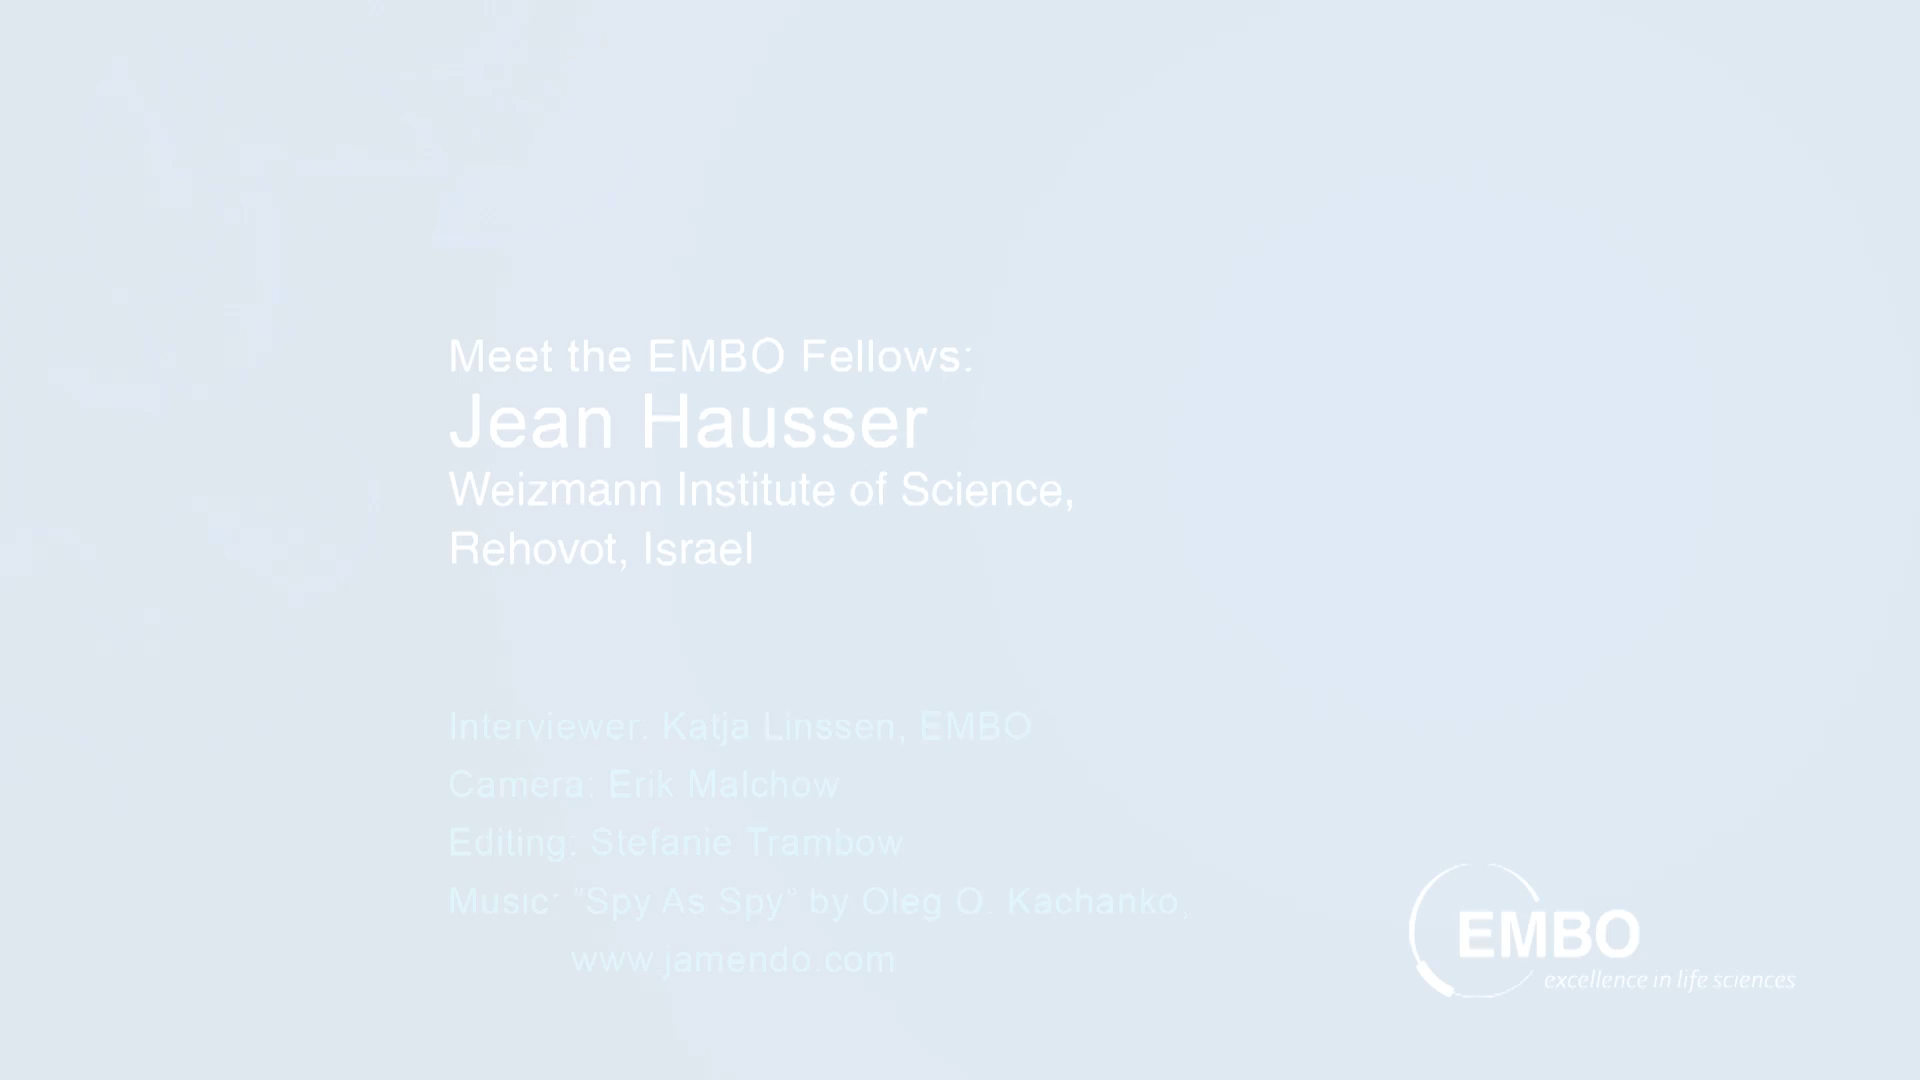 Meet the EMBO Fellows:
Jean Hausser
Weizmann Institute of Science,
Rehovot, Israel
Interviewer: Katja Linssen, EMBO
Camera: Erik Malchow
Editing: Stefanie Trambow
Music: "Spy As Spy" by Oleg O. Kachanko,
www.jamendo.com
EMBO
excellence in life sciences